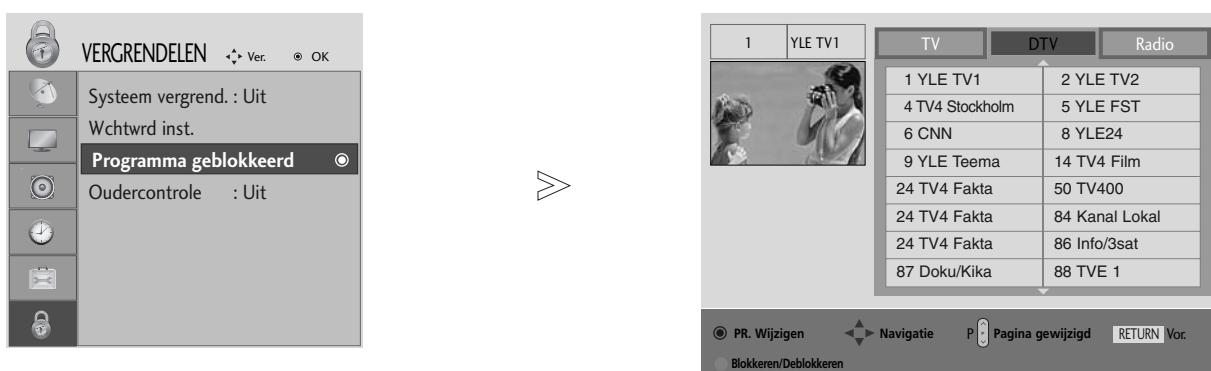 VERGRENDELEN Ver. OK
Systeem vergrend. : Uit
Wchtwrd inst.
Programma geblokkeerd
Oudercontrole : Uit
1 YLE TV1
TV DTV Radio
1 YLE TV1 2 YLE TV2
4 TV4 Stockholm 5 YLE FST
6 CNN 8 YLE24
9 YLE Teema 14 TV4 Film
24 TV4 Fakta 50 TV400
24 TV4 Fakta 84 Kanal Lokal
24 TV4 Fakta 86 Info/3sat
87 Doku/Kika 88 TVE 1
PR. Wijzigen Navigatie P Pagina gewijzigd RETURN Vor.
Blokkeren/Deblokkeren